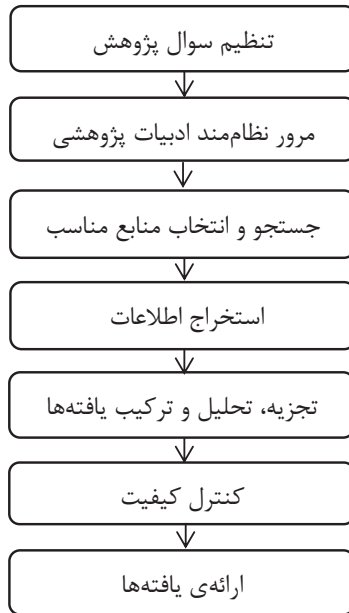 تنظیم سوال پژوهش
مرور نظام‌مند ادبیات پژوهشی
جستجو و انتخاب منابع مناسب
استخراج اطلاعات
تجزیه، تحلیل و ترکیب یافته‌ها
کنترل کیفیت
ارائه‌ی یافته‌ها